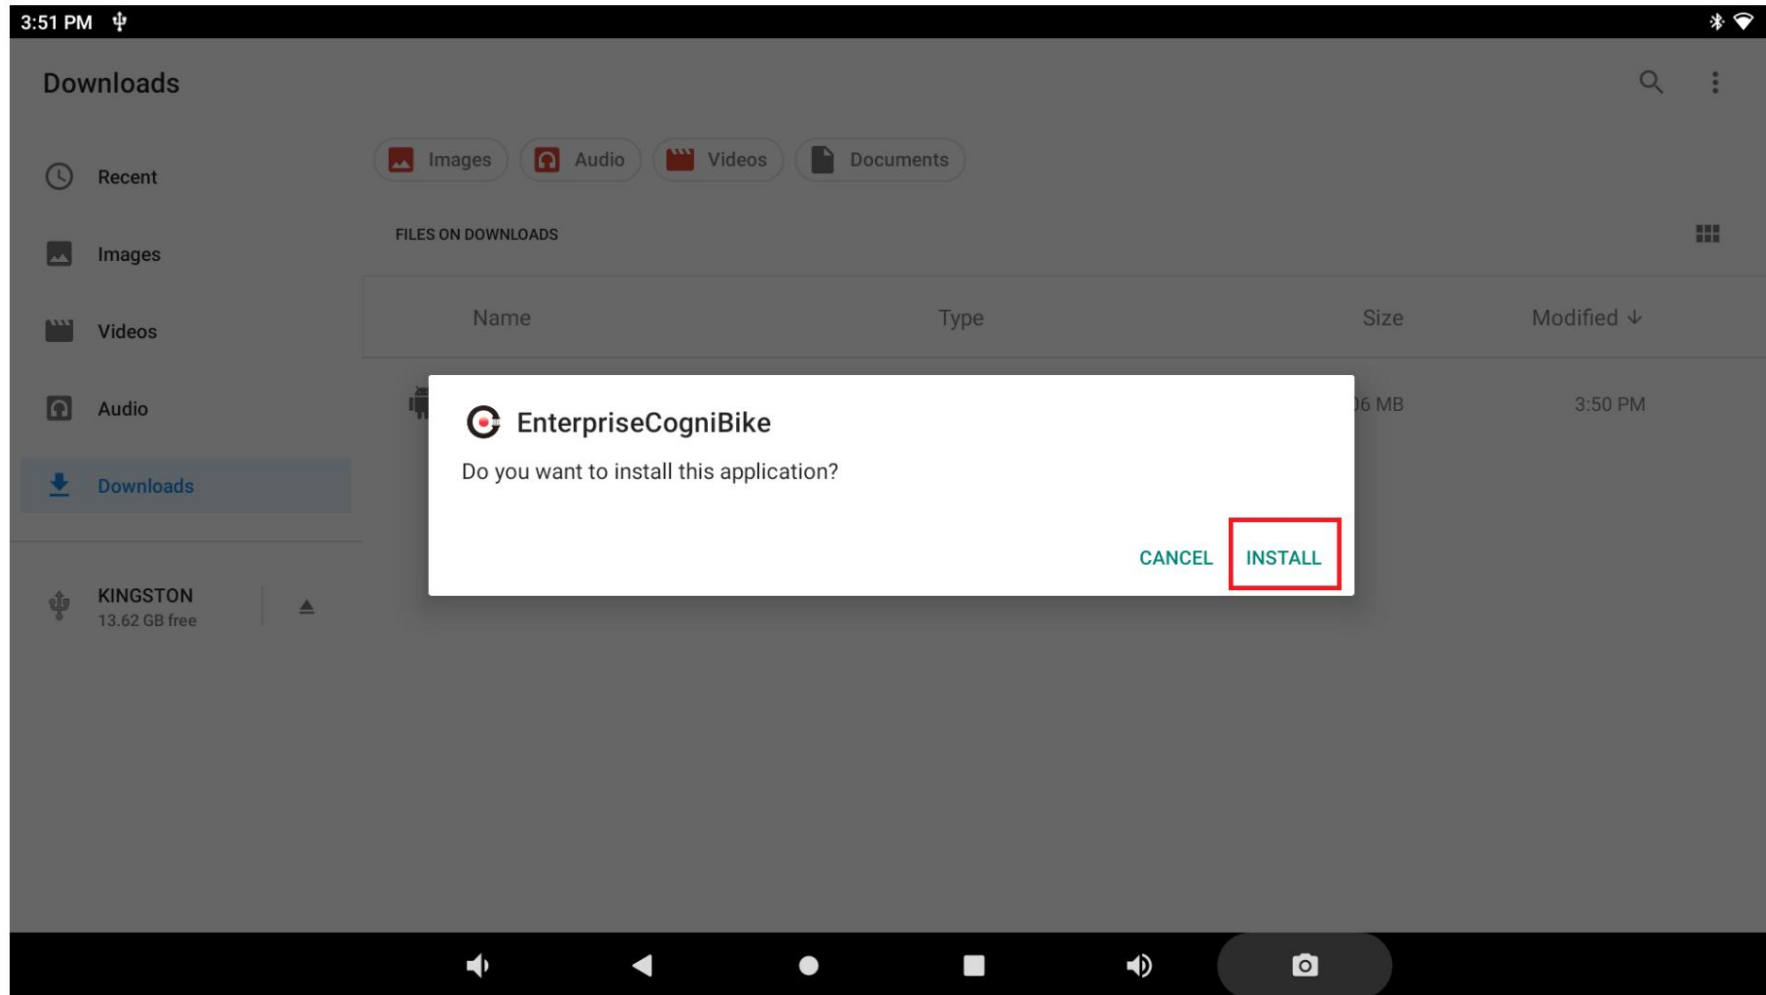 3:51 PM
Downloads
Recent
Images
Videos
Audio
Downloads
KINGSTON
13.62 GB free
Images Audio Videos Documents
FILES ON DOWNLOADS
Name Type Size Modified
MB 3:50 PM
EnterpriseCogniBike
Do you want to install this application?
CANCEL INSTALL